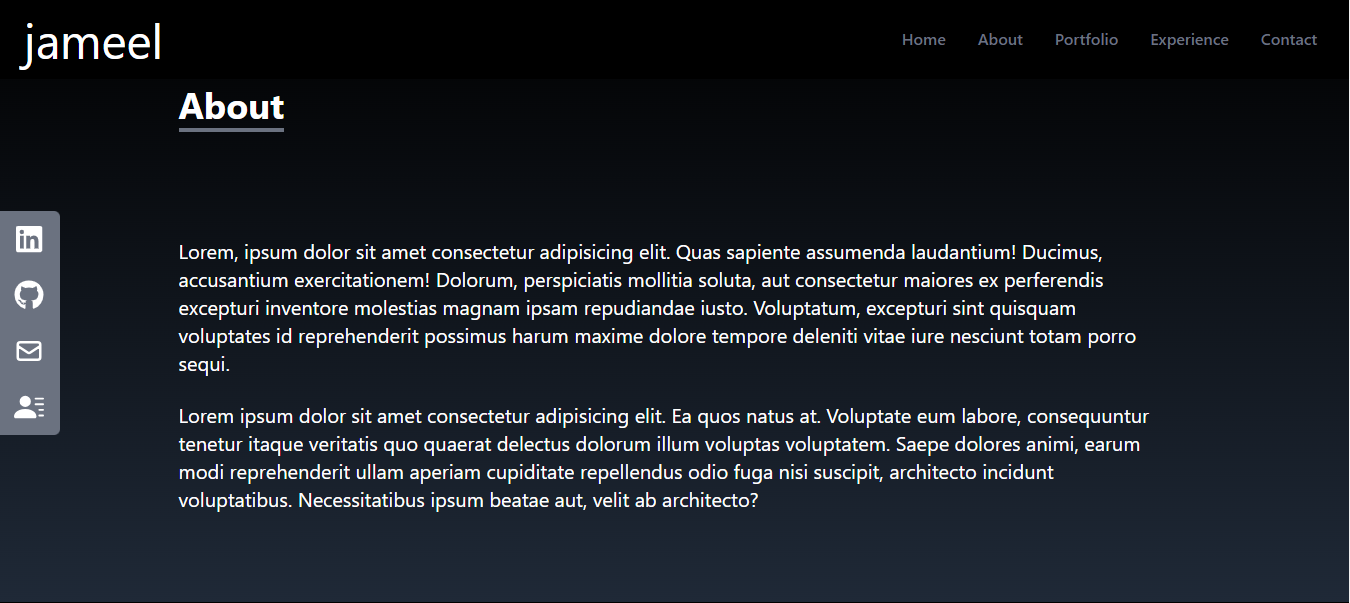 jameel
Home About Portfolio Experience Contact
About
in
Lorem, ipsum dolor sit amet consectetur adipisicing elit. Quas sapiente assumenda laudantium! Ducimus,
accusantium exercitationem! Dolorum, perspiciatis mollitia soluta, aut consectetur maiores ex perferendis
excepturi inventore molestias magnam ipsam repudiandae iusto. Voluptatum, excepturi sint quisquam
voluptates id reprehenderit possimus harum maxime dolore tempore deleniti vitae iure nesciunt totam porro
sequi.
Lorem ipsum dolor sit amet consectetur adipisicing elit. Ea quos natus at. Voluptate eum labore, consequuntur
tenetur itaque veritatis quo quaerat delectus dolorum illum voluptas voluptatem. Saepe dolores animi, earum
modi reprehenderit ullam aperiam cupiditate repellendus odio fuga nisi suscipit, architecto incidunt
voluptatibus. Necessitatibus ipsum beatae aut, velit ab architecto?